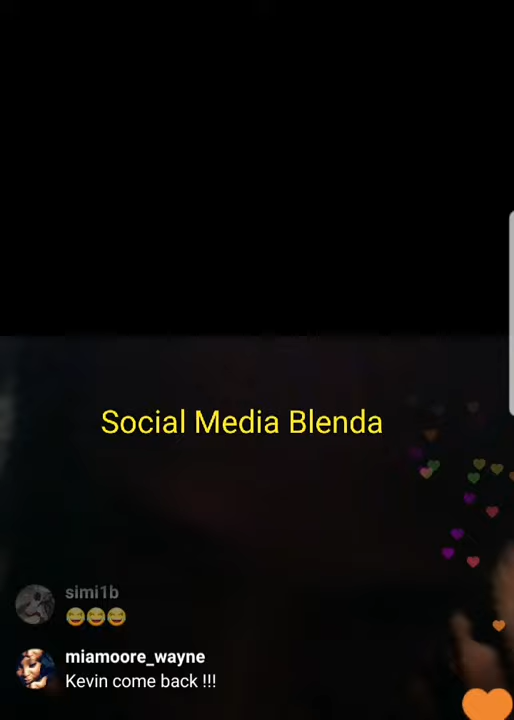 Social Media Blenda
simi1b
😆😆😆
miamoore_wayne
Kevin come back !!!